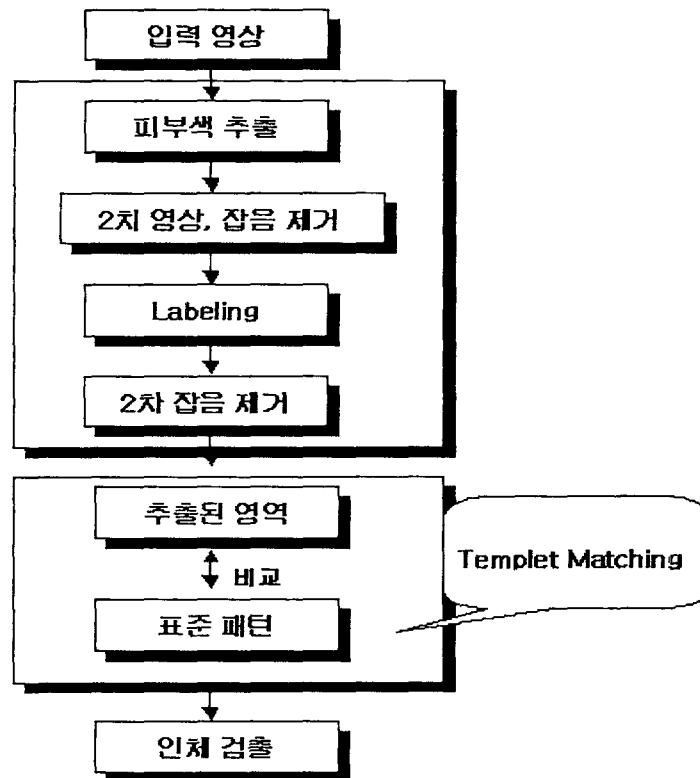 입력 영상
피부색 추출
2치 영상, 잡음 제거
Labeling
2차 잡음 제거
추출된 영역
비교
Templet Matching
표준 패턴
인체 검출